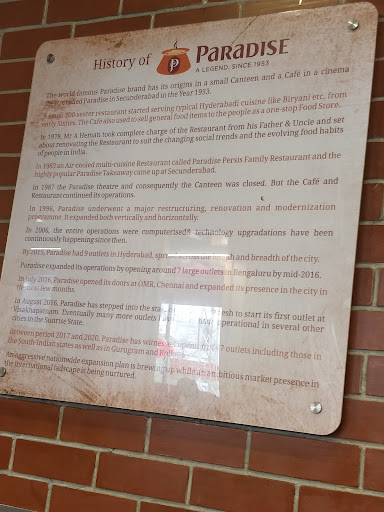 History of PARADISE
A LEGEND, SINCE 1953
The world famous Paradise brand has its origins in a small Canteen and a Café in a cinema
called Paradise in Secunderabad in the Year 1953.
A small 100 seater restaurant started serving typical Hyderabadi cuisine like Biryani etc, from
early Sixties. The Café also used to sell general food items to the people as a one-stop Food Store.
In 1978, Mr A Hemati took complete charge of the Restaurant from his Father & Uncle and set
about renovating the Restaurant to suit the changing social trends and the evolving food habits
of people in India.
In 1983 an Air-cooled multi-cusine Restaurant called Paradise Persis Family Restaurant and the
highly popular Paradise Takeaway came up at Secunderabad.
In 1987 the Paradise theatre and consequently the Canteen was closed. But the Café and
Restaurant continued its operations.
In 1996, Paradise underwent a major restructuring, renovation and modernization
programme. It expanded both vertically and horizontally.
In 2006, the entire operations were computerised & technology upgradations have been
continuously happening since then.
By 2015, Paradise had 9 outlets in Hyderabad, across the and breadth of the city.
Paradise expanded its operations by opening around 7 large outlets in Bengaluru by mid-2016.
In July 2016, Paradise opened its doors at OMR, Chennai and expanded its presence in the city in
the next few months.
In August 2016, Paradise has stepped into the to start its first outlet at
Visakhapatnam. Eventually many more outlets operational in several other
cities in the Sunrise State.
Between period 2017 and 2020, Paradise has 7 outlets including those in
the South-Indian states as well as in Gurugram and
An aggressive nationwide expansion plan is brewing up while an ambitious market presence in
the international landscape is being nurtured.